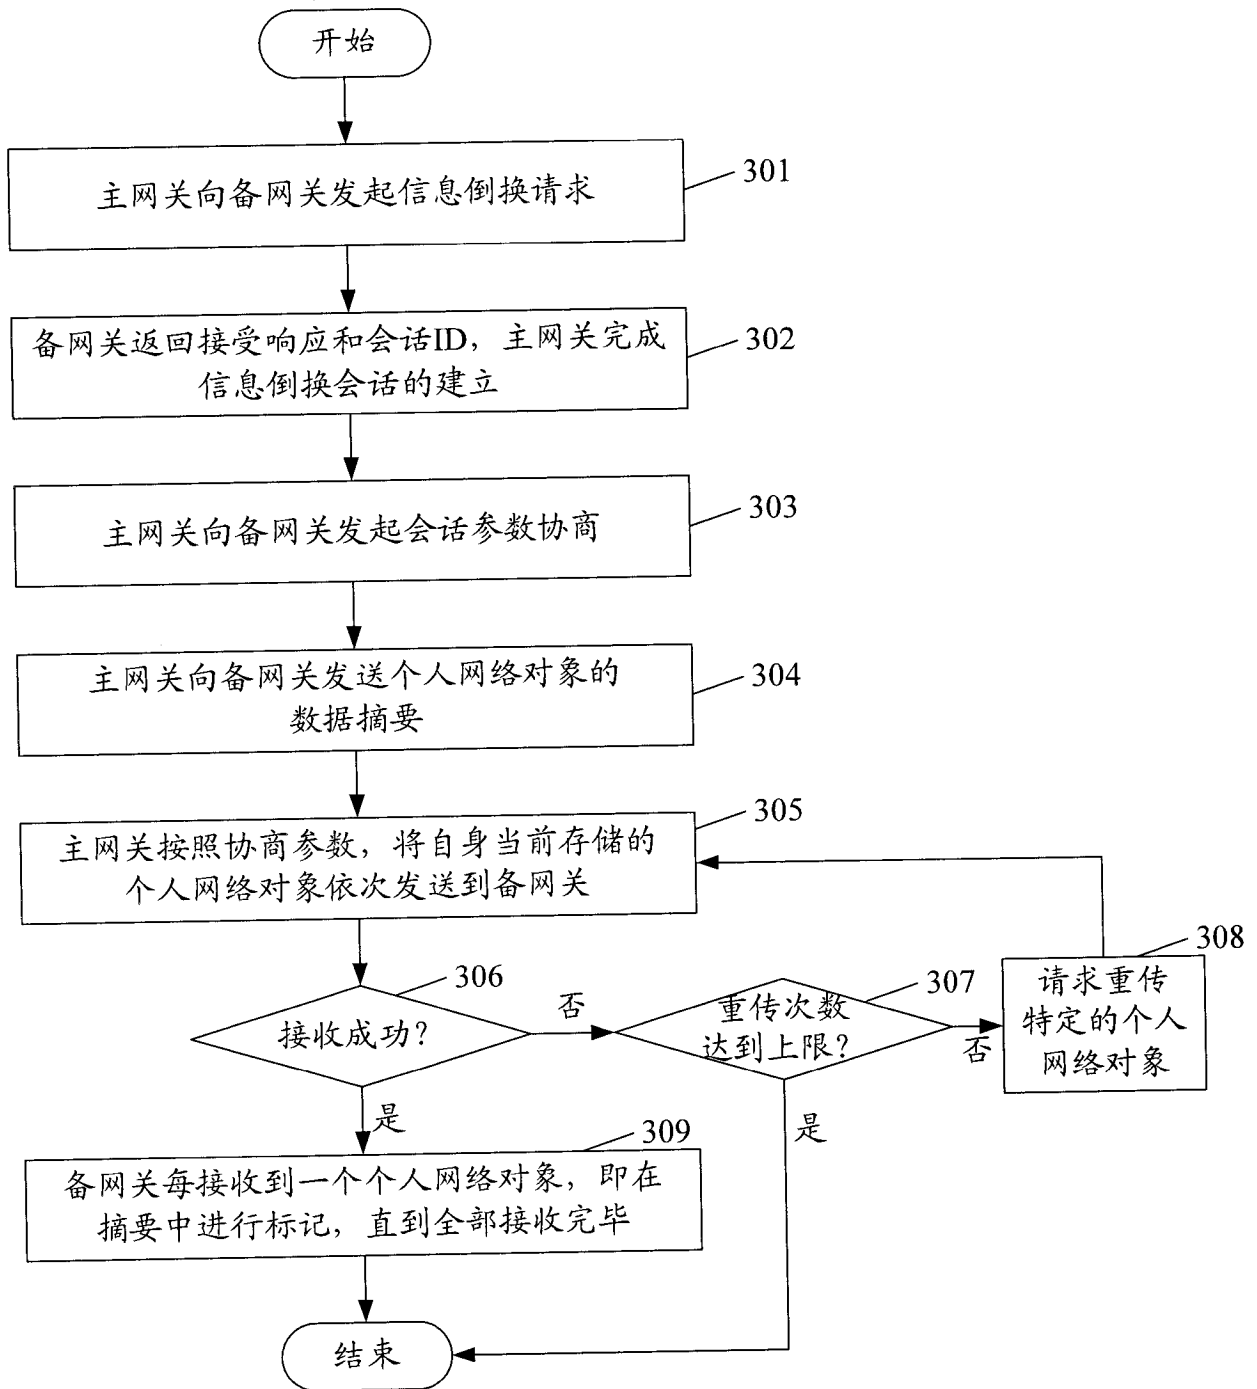 开始
主网关向备网关发起信息倒换请求
301
备网关返回接受响应和会话ID，主网关完成
信息倒换会话的建立
302
主网关向备网关发起会话参数协商
303
主网关向备网关发送个人网络对象的
数据摘要
304
主网关按照协商参数，将自身当前存储的
个人网络对象依次发送到备网关
305
接收成功？
306
否
重传次数
达到上限？
307
否
请求重传
特定的个人
网络对象
308
是
是
备网关每接收到一个个人网络对象，即在
摘要中进行标记，直到全部接收完毕
309
结束